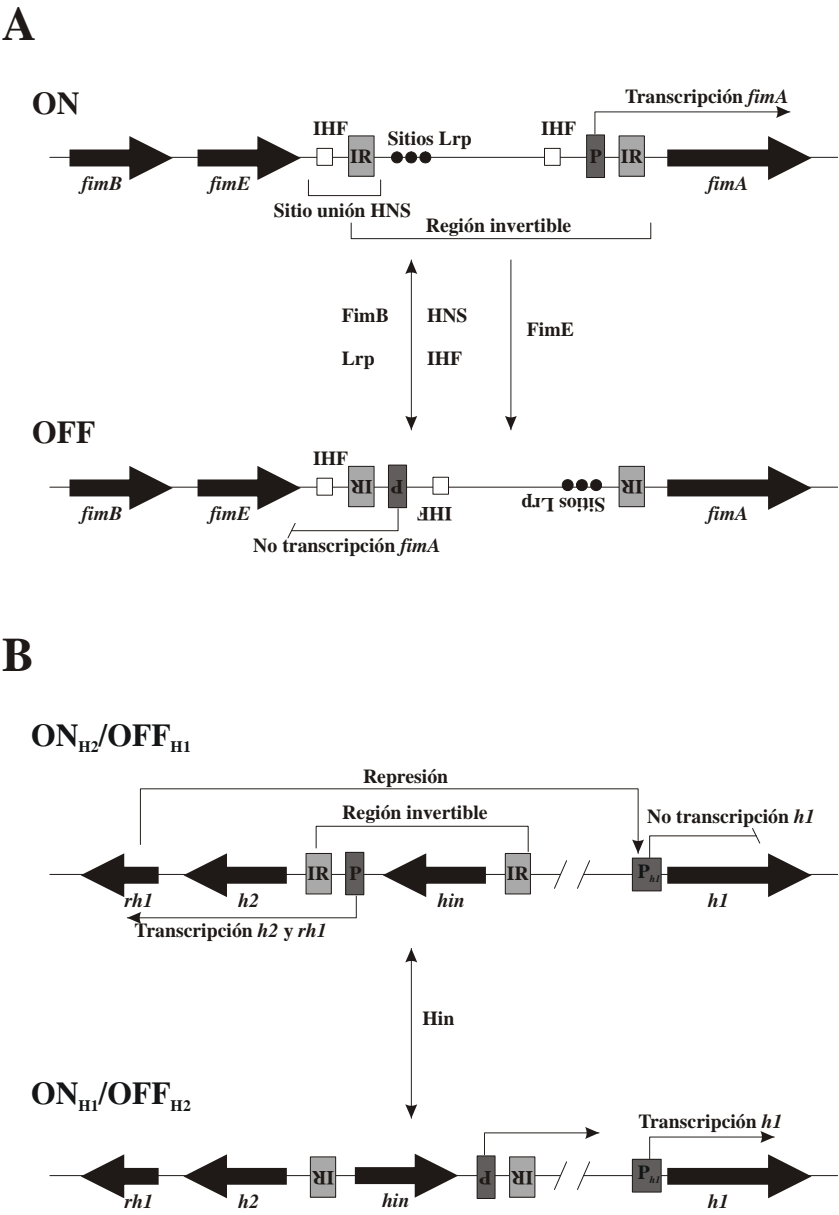 A
ON
Transcripción fimA
IHF
Sitios Lrp
IHF
IR
P
IR
fimB
fimE
fimA
Sitio unión HNS
Región invertible
FimB
HNS
FimE
Lrp
IHF
OFF
IHF
IR
P
IHF
Sitios Lrp
IR
fimB
fimE
fimA
No transcripción fimA
B
ONH2/OFFH1
Represión
Región invertible
No transcripción h1
IR
P
IR
Ph1
rh1
h2
hin
h1
Transcripción h2 y rh1
Hin
ONH1/OFFH2
Transcripción h1
IR
P
IR
Ph1
rh1
h2
hin
h1